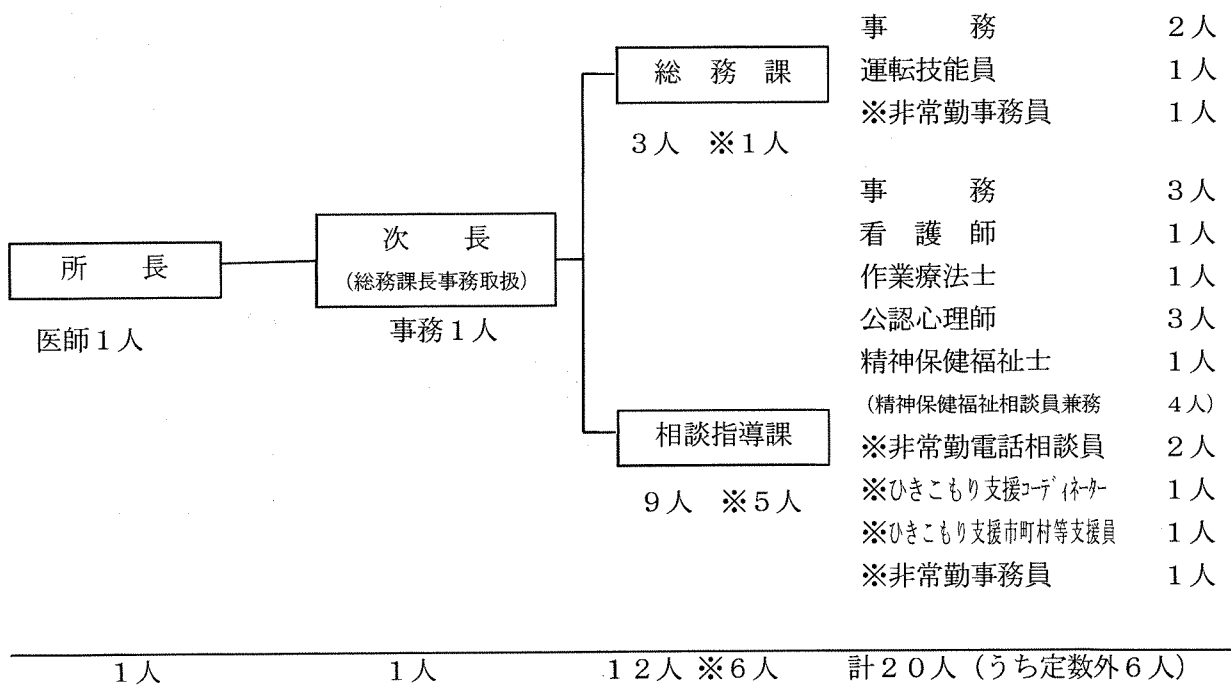 事　　務　２人
総　務　課
運転技能員　１人
※非常勤事務員　１人
３人　※１人
事　　務　３人
看　護　師　１人
次　長
(総務課長事務取扱)
所　長
作業療法士　１人
公認心理師　３人
事務１人
医師１人
精神保健福祉士　１人
(精神保健福祉相談員兼務　４人)
相談指導課
※非常勤電話相談員　２人
９人　※５人
※ひきこもり支援ｺｰﾃﾞｨﾈｰﾀｰ　１人
※ひきこもり支援市町村等支援員　１人
※非常勤事務員　１人
１人　１人　１２人 ※６人　計２０人（うち定数外６人）